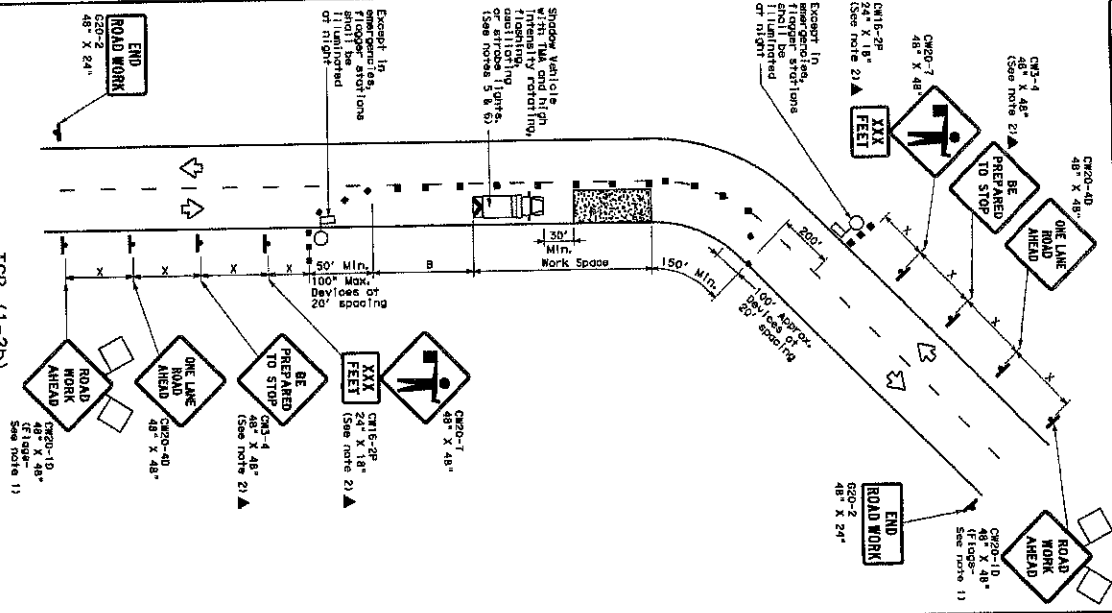 END
ROAD WORK
G20-2
48" X 24"
Except in
emergencies,
flagger stations
shall be
illuminated
at night
Shadow Vehicle
with TMA and high
intensity rotating,
flashing,
oscillating
or strobe lights.
(See notes 5 & 6)
Except in
emergencies,
flagger stations
shall be
illuminated
at night
CW16-2P
24" X 18"
(See note 2)▲
XXX
FEET
CW20-7
48" X 48"
CW3-4
48" X 48"
(See note 2)▲
BE
PREPARED
TO STOP
CW20-4D
48" X 48"
ONE LANE
ROAD
AHEAD
X
X
X
X
200'
100' Approx.
Devices at
20' spacing
150' Min.
30'
Min.
Work Space
B
50' Min.
100' Max.
Devices at
20' spacing
X
X
X
X
ROAD
WORK
AHEAD
CW20-1D
48" X 48"
(Flags-
See note 1)
END
ROAD WORK
G20-2
48" X 24"
CW20-7
48" X 48"
XXX
FEET
CW16-2P
24" X 18"
(See note 2)▲
BE
PREPARED
TO STOP
CW3-4
48" X 48"
(See note 2)▲
ONE LANE
ROAD
AHEAD
CW20-4D
48" X 48"
ROAD
WORK
AHEAD
CW20-1D
48" X 48"
(Flags-
See note 1)
TCP (1-2b)